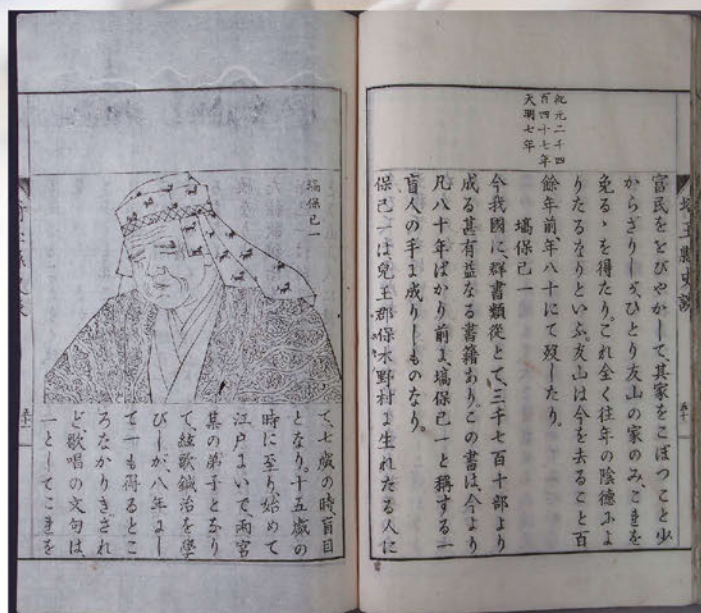 紀元二千四
百四十七年
天明七年
富民をおびやかして、其家をこぼつこと少
からざりしが、ひとり友山の家のみ、これを
免るゝを得たり。これ全く往年の陰德によ
りたるなりといふ。友山は今を去ること百
餘年前、年八十にて歿したり。
塙保己一
今我國に、群書類從とて、三千七百十部より
成る甚有益なる書籍あり。この書は、今より
凡八十年ばかり前に、塙保己一と稱する一
盲人の手に成りしものなり。
保己一は兒玉郡保木野村に生れたる人に
埼玉縣史談
塙保己一
て、七歳の時、盲目
となり。十五歳の
時に至り、始めて
江戸にいで、雨宮
某の弟子となり
て、絃歌鍼治を學
びしが、八年にし
て一も得るとこ
ろなかりき。され
ど、歌唱の文句は、
一としてこれを